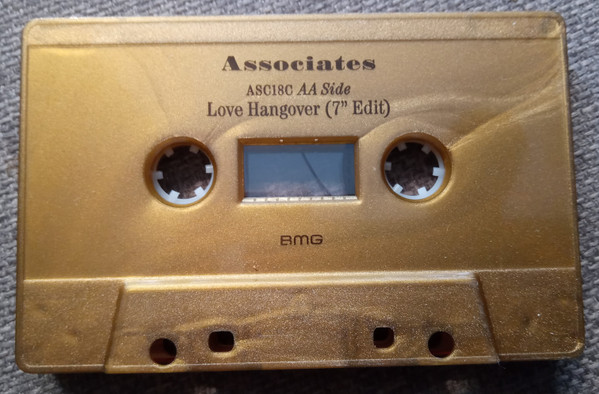 Associates
ASC18C AA Side
Love Hangover (7” Edit)
BMG